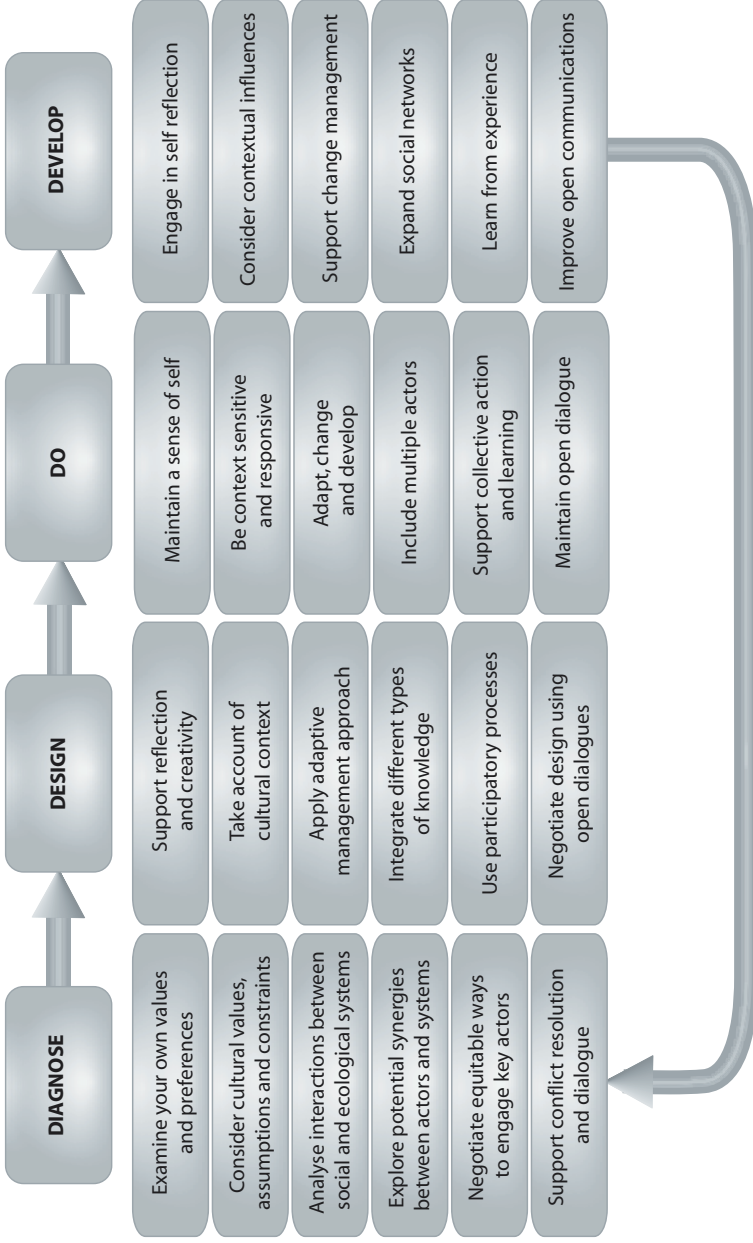 DIAGNOSE
Examine your own values
and preferences
Consider cultural values,
assumptions and constraints
Analyse interactions between
social and ecological systems
Explore potential synergies
between actors and systems
Negotiate equitable ways
to engage key actors
Support conflict resolution
and dialogue
DESIGN
Support reflection
and creativity
Take account of
cultural context
Apply adaptive
management approach
Integrate different types
of knowledge
Use participatory processes
Negotiate design using
open dialogues
DO
Maintain a sense of self
Be context sensitive
and responsive
Adapt, change
and develop
Include multiple actors
Support collective action
and learning
Maintain open dialogue
DEVELOP
Engage in self reflection
Consider contextual influences
Support change management
Expand social networks
Learn from experience
Improve open communications